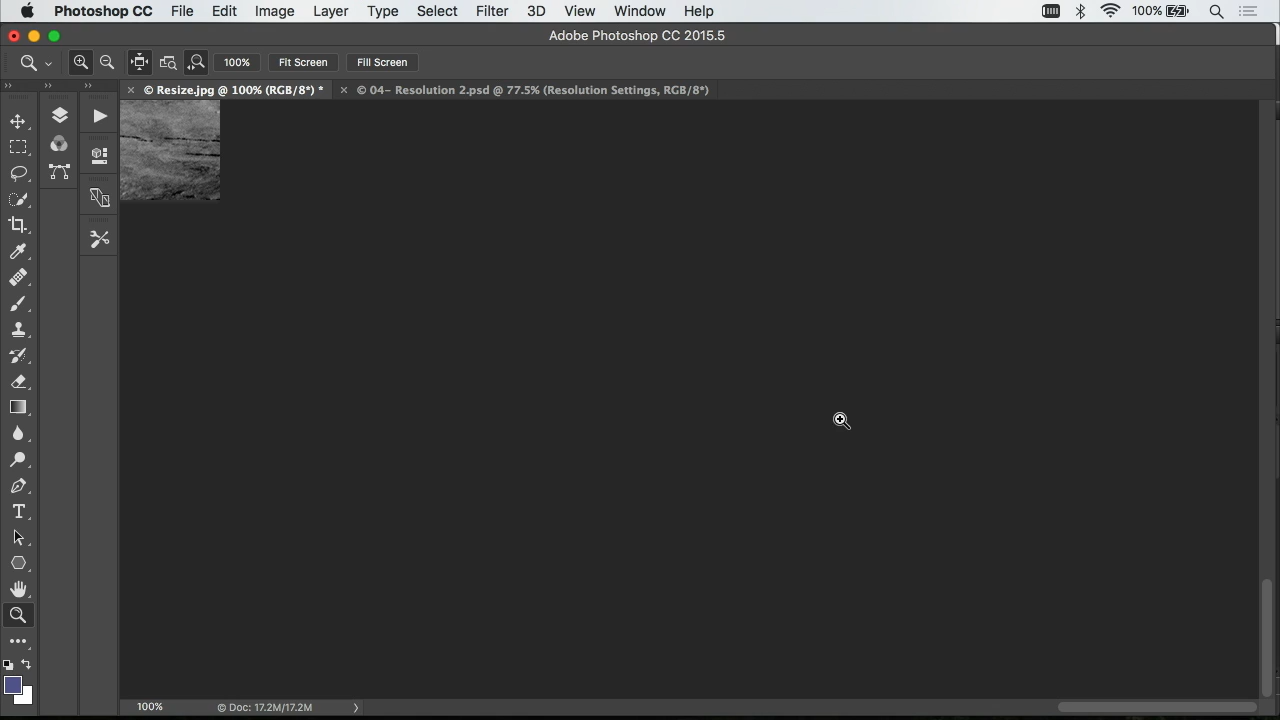 Photoshop CC File Edit Image Layer Type Select Filter 3D View Window Help 100%
Adobe Photoshop CC 2015.5
100% Fit Screen Fill Screen
© Resize.jpg @ 100% (RGB/8*) * © 04- Resolution 2.psd @ 77.5% (Resolution Settings, RGB/8*)
T
100% © Doc: 17.2M/17.2M